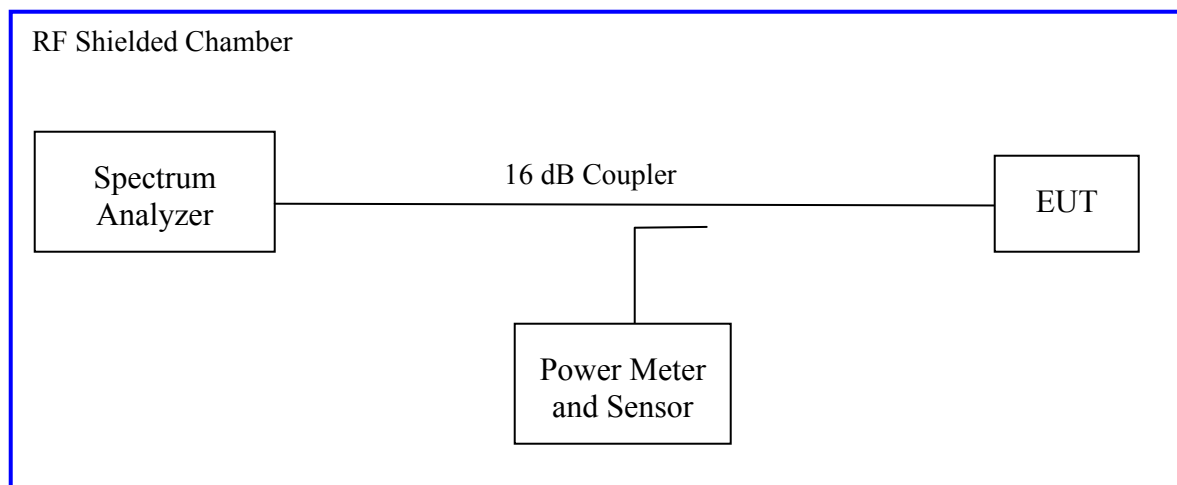 RF Shielded Chamber
Spectrum
Analyzer
16 dB Coupler
EUT
Power Meter
and Sensor